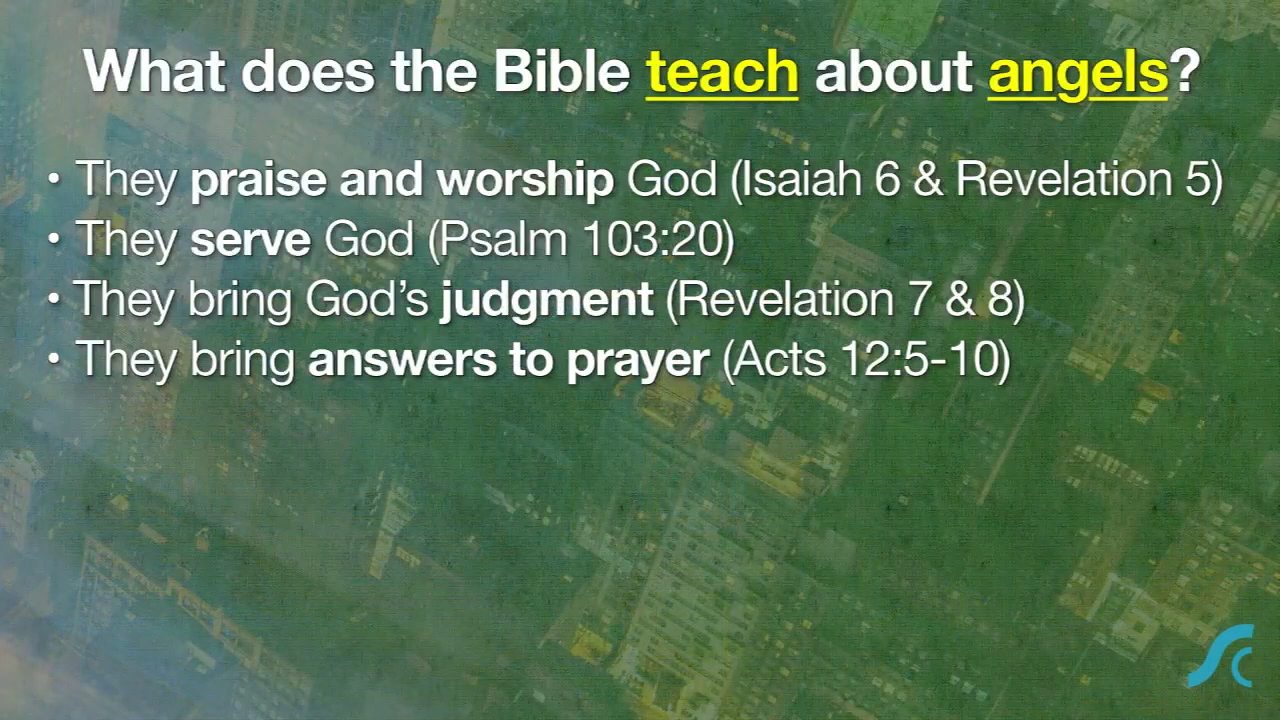 What does the Bible teach about angels?
• They praise and worship God (Isaiah 6 & Revelation 5)
• They serve God (Psalm 103:20)
• They bring God’s judgment (Revelation 7 & 8)
• They bring answers to prayer (Acts 12:5-10)